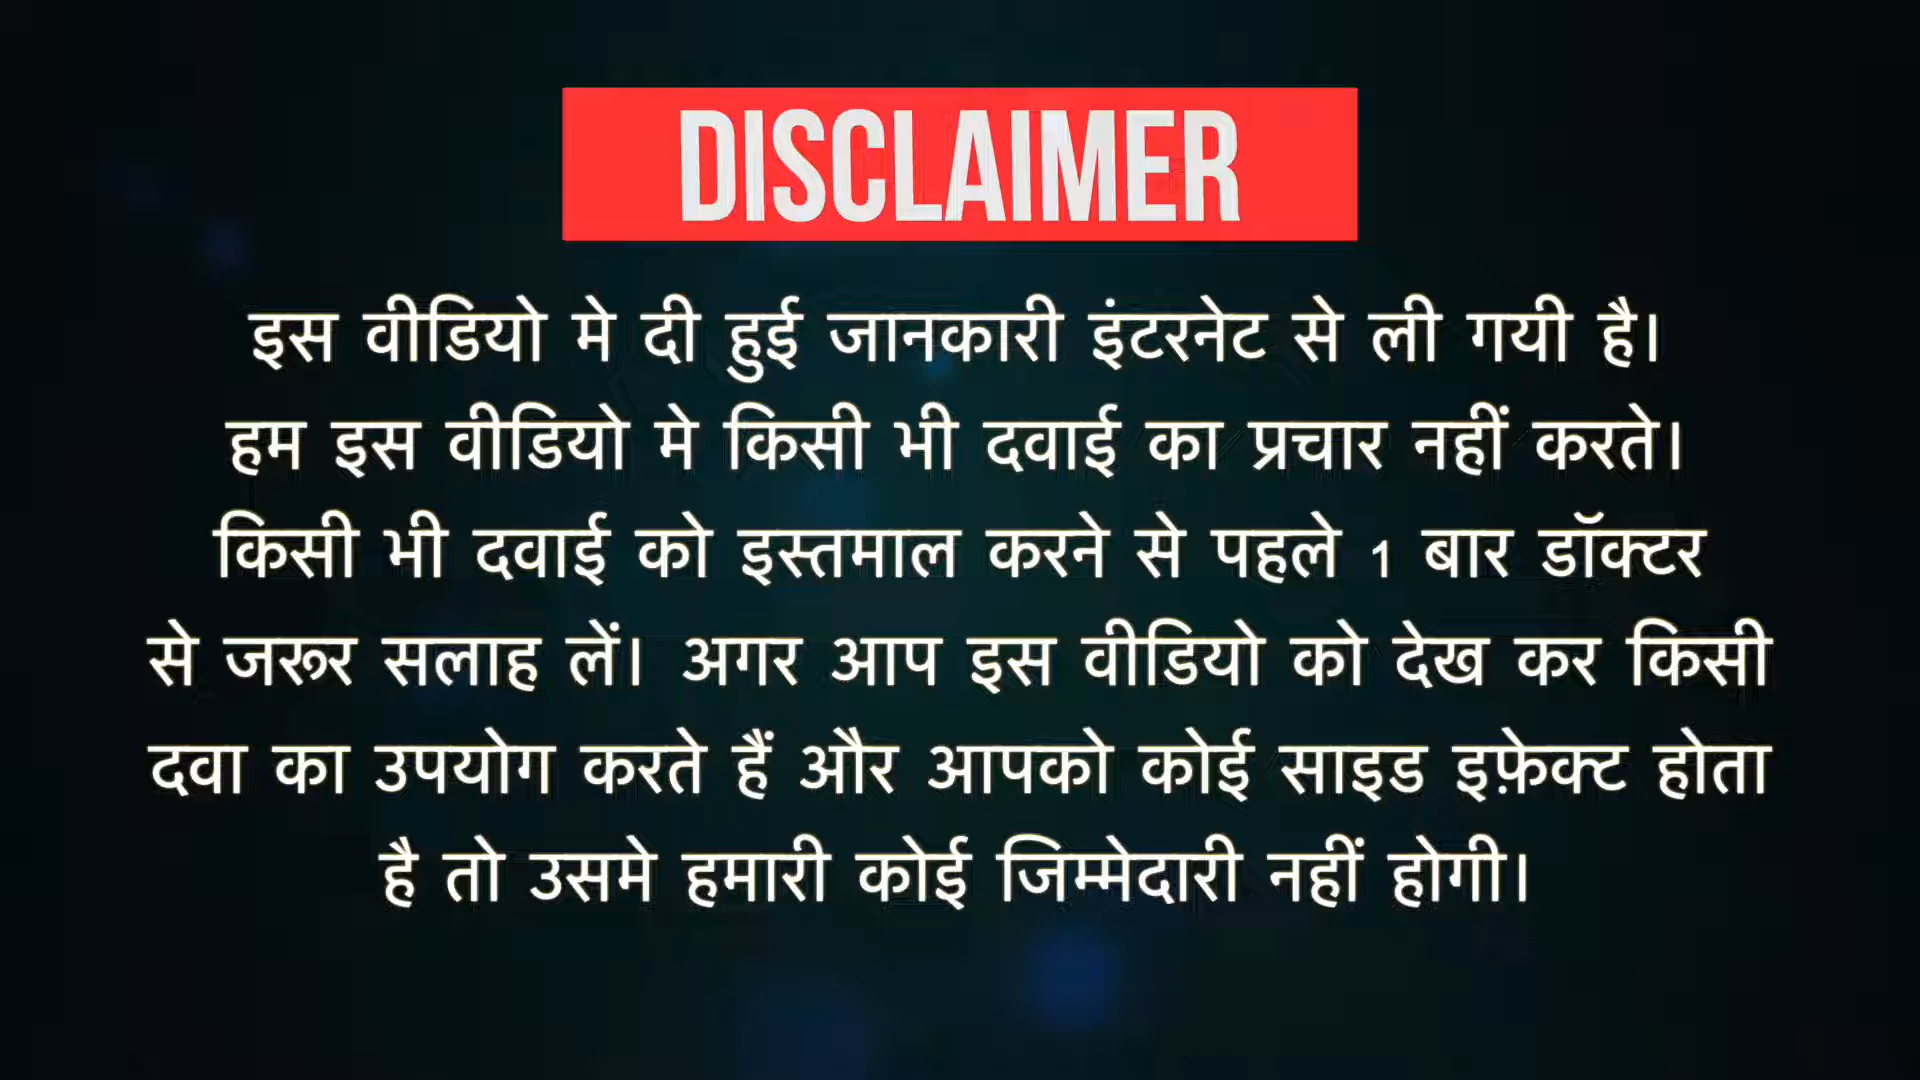 DISCLAIMER
इस वीडियो मे दी हुई जानकारी इंटरनेट से ली गयी है।
हम इस वीडियो मे किसी भी दवाई का प्रचार नहीं करते।
किसी भी दवाई को इस्तमाल करने से पहले 1 बार डॉक्टर
से जरूर सलाह लें। अगर आप इस वीडियो को देख कर किसी
दवा का उपयोग करते हैं और आपको कोई साइड इफ़ेक्ट होता
है तो उसमे हमारी कोई जिम्मेदारी नहीं होगी।